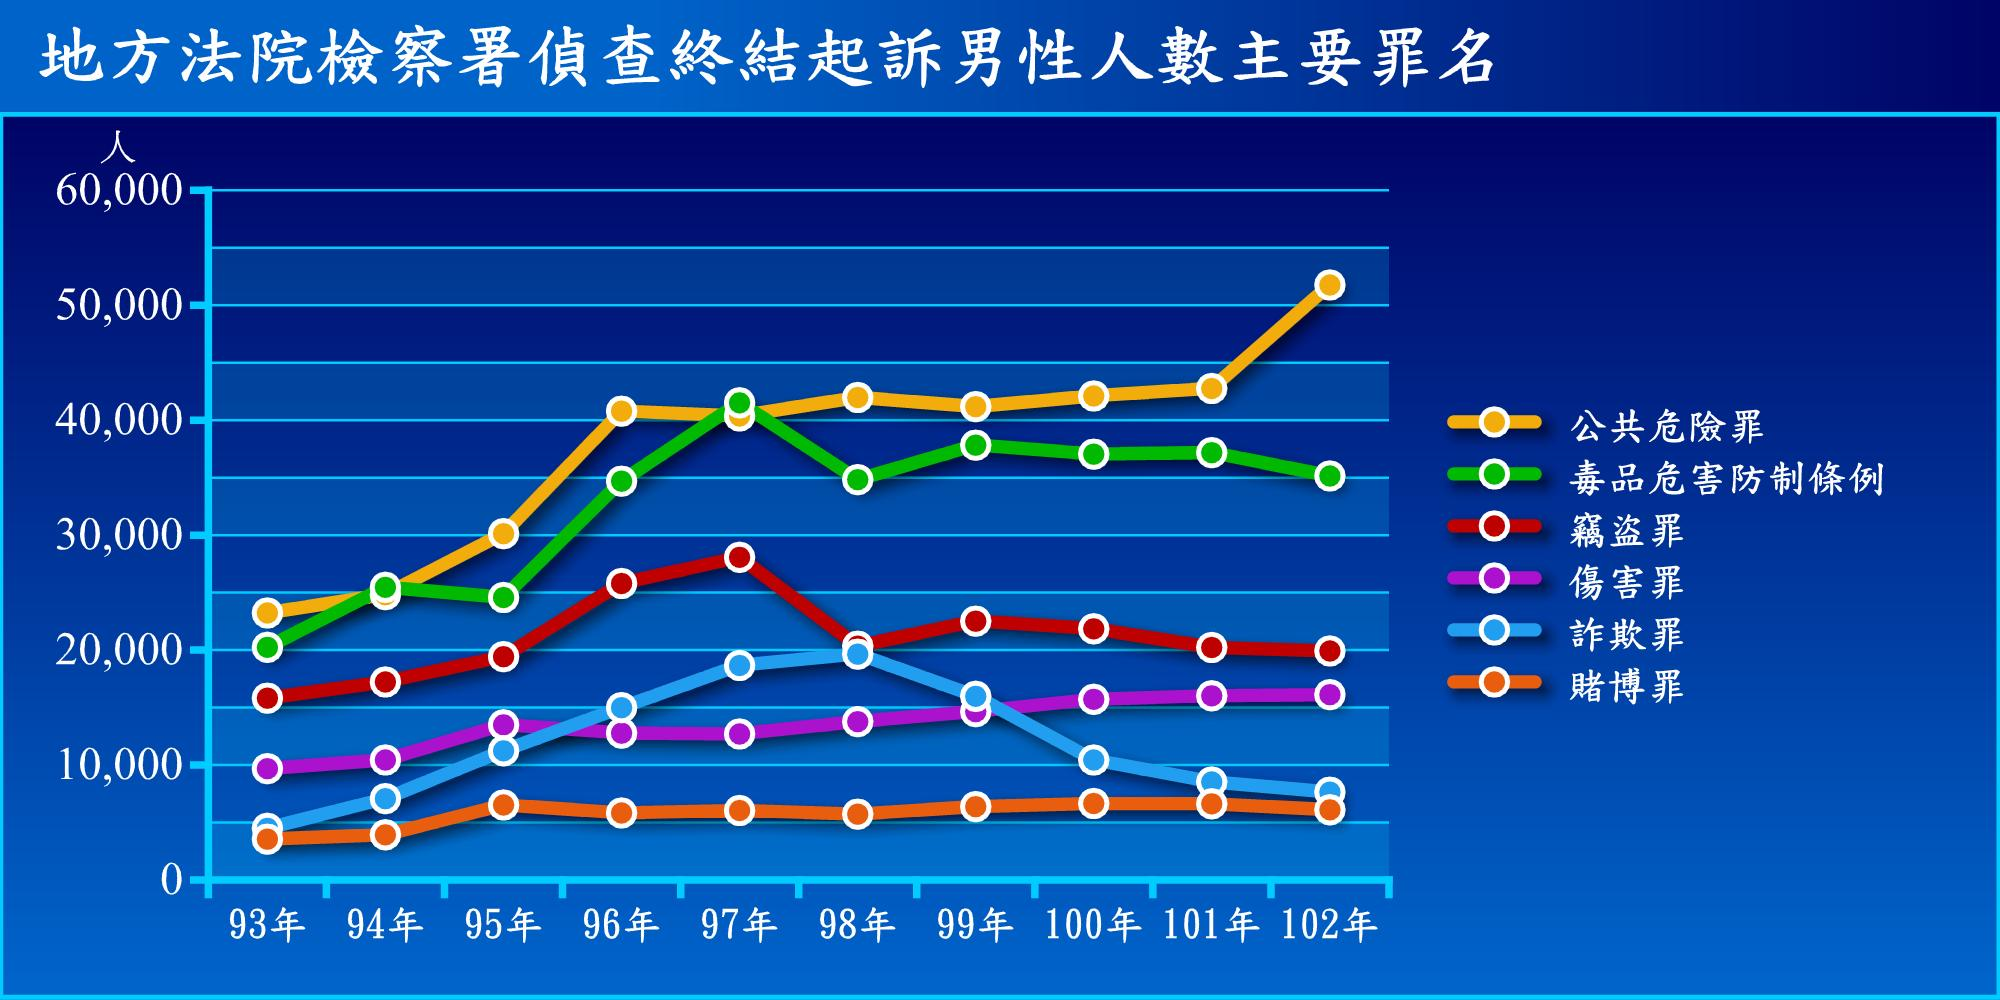 地方法院檢察署偵查終結起訴男性人數主要罪名
人
60,000
50,000
40,000
30,000
20,000
10,000
0
93年 94年 95年 96年 97年 98年 99年 100年 101年 102年
公共危險罪
毒品危害防制條例
竊盜罪
傷害罪
詐欺罪
賭博罪